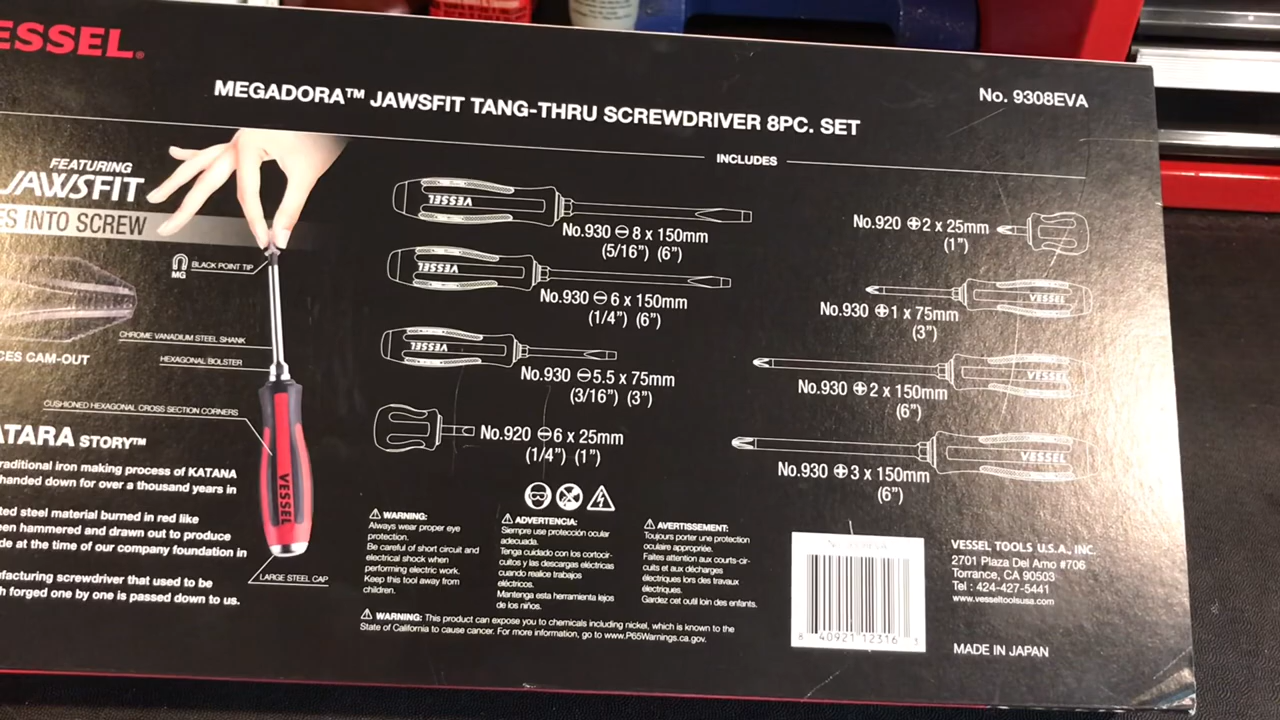 ESSEL®
MEGADORA™ JAWSFIT TANG-THRU SCREWDRIVER 8PC. SET
No. 9308EVA
INCLUDES
FEATURING
JAWSFIT
ES INTO SCREW
MG
BLACK POINT TIP
CHROME VANADIUM STEEL SHANK
CES CAM-OUT
HEXAGONAL BOLSTER
CUSHIONED HEXAGONAL CROSS SECTION CORNERS
VESSEL
LARGE STEEL CAP
ATARA STORY™
raditional iron making process of KATANA
handed down for over a thousand years in
ted steel material burned in red like
en hammered and drawn out to produce
de at the time of our company foundation in
facturing screwdriver that used to be
h forged one by one is passed down to us.
VESSEL
No.930 ⊖ 8 x 150mm
(5/16”) (6”)
VESSEL
No.930 ⊖ 6 x 150mm
(1/4”) (6”)
VESSEL
No.930 ⊖ 5.5 x 75mm
(3/16”) (3”)
No.920 ⊖ 6 x 25mm
(1/4”) (1”)
No.920 ⊕ 2 x 25mm
(1”)
VESSEL
No.930 ⊕ 1 x 75mm
(3”)
VESSEL
No.930 ⊕ 2 x 150mm
(6”)
VESSEL
No.930 ⊕ 3 x 150mm
(6”)
⚠ WARNING:
Always wear proper eye
protection.
Be careful of short circuit and
electrical shock when
performing electric work.
Keep this tool away from
children.
⚠ ADVERTENCIA:
Siempre use protección ocular
adecuada.
Tenga cuidado con los cortocir-
cuitos y las descargas eléctricas
cuando realice trabajos
eléctricos.
Mantenga esta herramienta lejos
de los niños.
⚠ AVERTISSEMENT:
Toujours porter une protection
oculaire appropriée.
Faites attention aux courts-cir-
cuits et aux décharges
électriques lors des travaux
électriques.
Gardez cet outil loin des enfants.
⚠ WARNING: This product can expose you to chemicals including nickel, which is known to the
State of California to cause cancer. For more information, go to www.P65Warnings.ca.gov.
8 40921 12316 3
VESSEL TOOLS U.S.A., INC.
2701 Plaza Del Amo #706
Torrance, CA 90503
Tel : 424-427-5441
www.vesseltoolsusa.com
MADE IN JAPAN